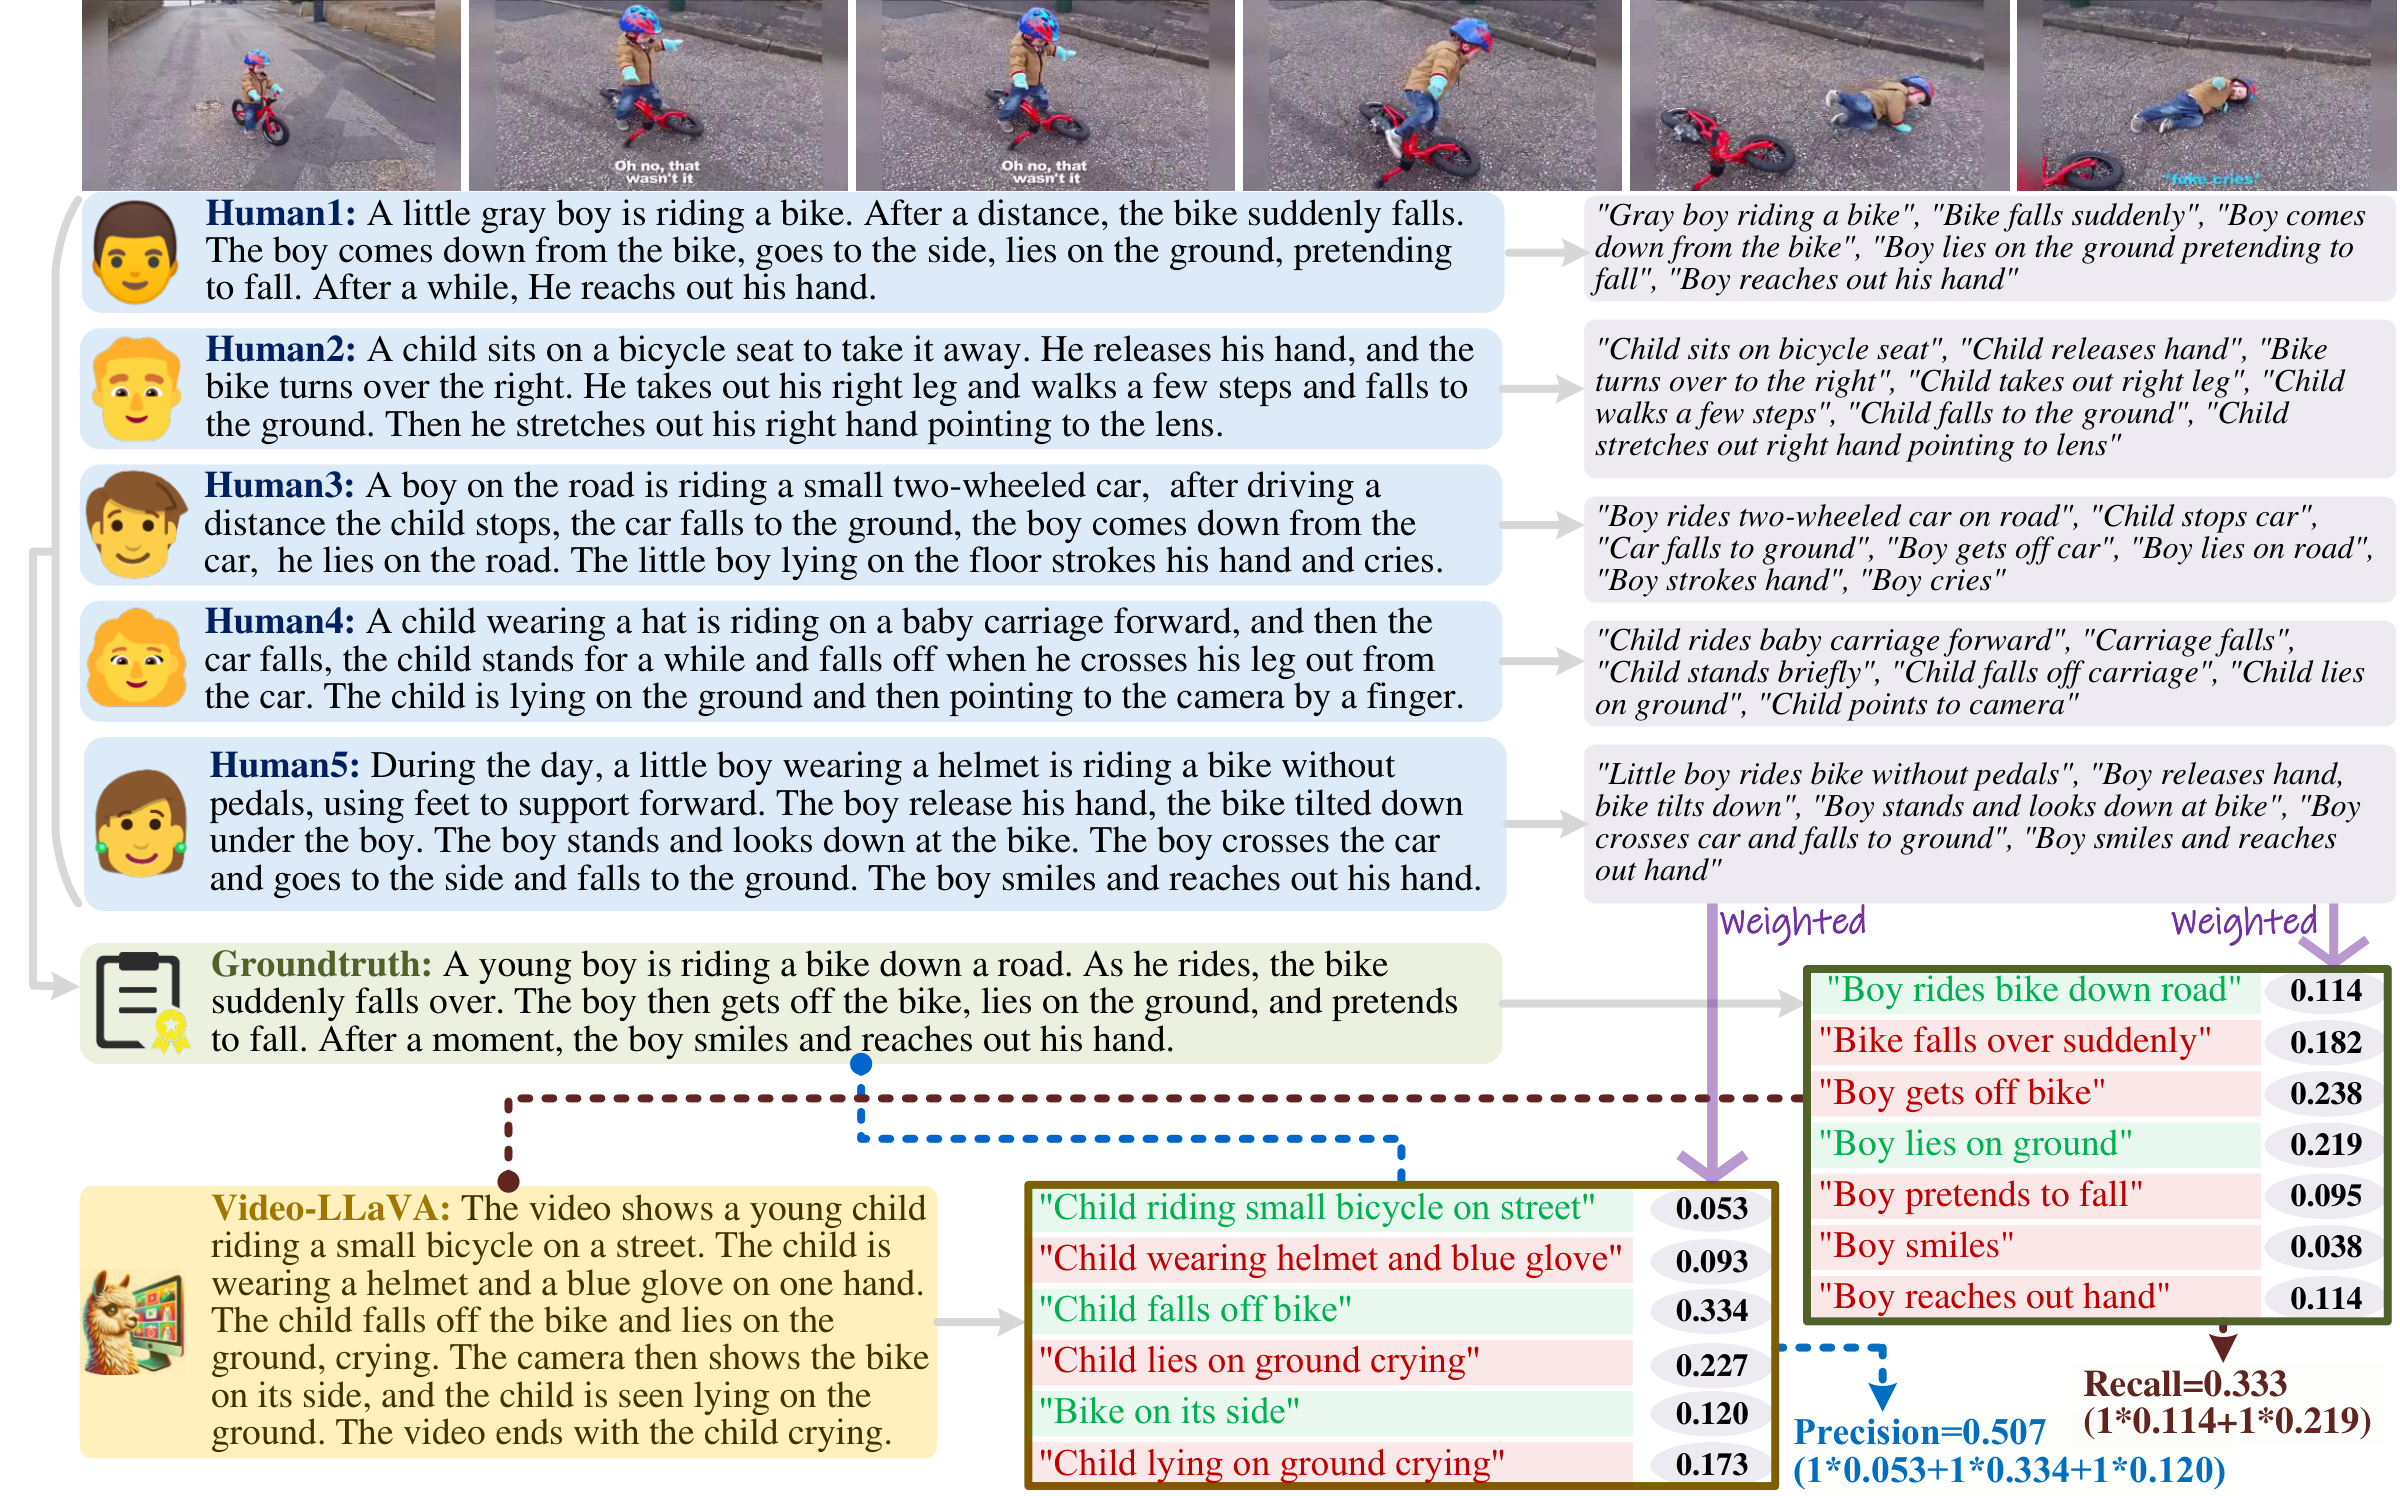 Oh no, that
wasn't it
Oh no, that
wasn't it
*fake cries*
Human1: A little gray boy is riding a bike. After a distance, the bike suddenly falls.
The boy comes down from the bike, goes to the side, lies on the ground, pretending
to fall. After a while, He reachs out his hand.
"Gray boy riding a bike", "Bike falls suddenly", "Boy comes
down from the bike", "Boy lies on the ground pretending to
fall", "Boy reaches out his hand"
Human2: A child sits on a bicycle seat to take it away. He releases his hand, and the
bike turns over the right. He takes out his right leg and walks a few steps and falls to
the ground. Then he stretches out his right hand pointing to the lens.
"Child sits on bicycle seat", "Child releases hand", "Bike
turns over to the right", "Child takes out right leg", "Child
walks a few steps", "Child falls to the ground", "Child
stretches out right hand pointing to lens"
Human3: A boy on the road is riding a small two-wheeled car, after driving a
distance the child stops, the car falls to the ground, the boy comes down from the
car, he lies on the road. The little boy lying on the floor strokes his hand and cries.
"Boy rides two-wheeled car on road", "Child stops car",
"Car falls to ground", "Boy gets off car", "Boy lies on road",
"Boy strokes hand", "Boy cries"
Human4: A child wearing a hat is riding on a baby carriage forward, and then the
car falls, the child stands for a while and falls off when he crosses his leg out from
the car. The child is lying on the ground and then pointing to the camera by a finger.
"Child rides baby carriage forward", "Carriage falls",
"Child stands briefly", "Child falls off carriage", "Child lies
on ground", "Child points to camera"
Human5: During the day, a little boy wearing a helmet is riding a bike without
pedals, using feet to support forward. The boy release his hand, the bike tilted down
under the boy. The boy stands and looks down at the bike. The boy crosses the car
and goes to the side and falls to the ground. The boy smiles and reaches out his hand.
"Little boy rides bike without pedals", "Boy releases hand,
bike tilts down", "Boy stands and looks down at bike", "Boy
crosses car and falls to ground", "Boy smiles and reaches
out hand"
Weighted
Weighted
Groundtruth: A young boy is riding a bike down a road. As he rides, the bike
suddenly falls over. The boy then gets off the bike, lies on the ground, and pretends
to fall. After a moment, the boy smiles and reaches out his hand.
"Boy rides bike down road" 0.114
"Bike falls over suddenly" 0.182
"Boy gets off bike" 0.238
"Boy lies on ground" 0.219
"Boy pretends to fall" 0.095
"Boy smiles" 0.038
"Boy reaches out hand" 0.114
Video-LLaVA: The video shows a young child
riding a small bicycle on a street. The child is
wearing a helmet and a blue glove on one hand.
The child falls off the bike and lies on the
ground, crying. The camera then shows the bike
on its side, and the child is seen lying on the
ground. The video ends with the child crying.
"Child riding small bicycle on street" 0.053
"Child wearing helmet and blue glove" 0.093
"Child falls off bike" 0.334
"Child lies on ground crying" 0.227
"Bike on its side" 0.120
"Child lying on ground crying" 0.173
Recall=0.333
(1*0.114+1*0.219)
Precision=0.507
(1*0.053+1*0.334+1*0.120)